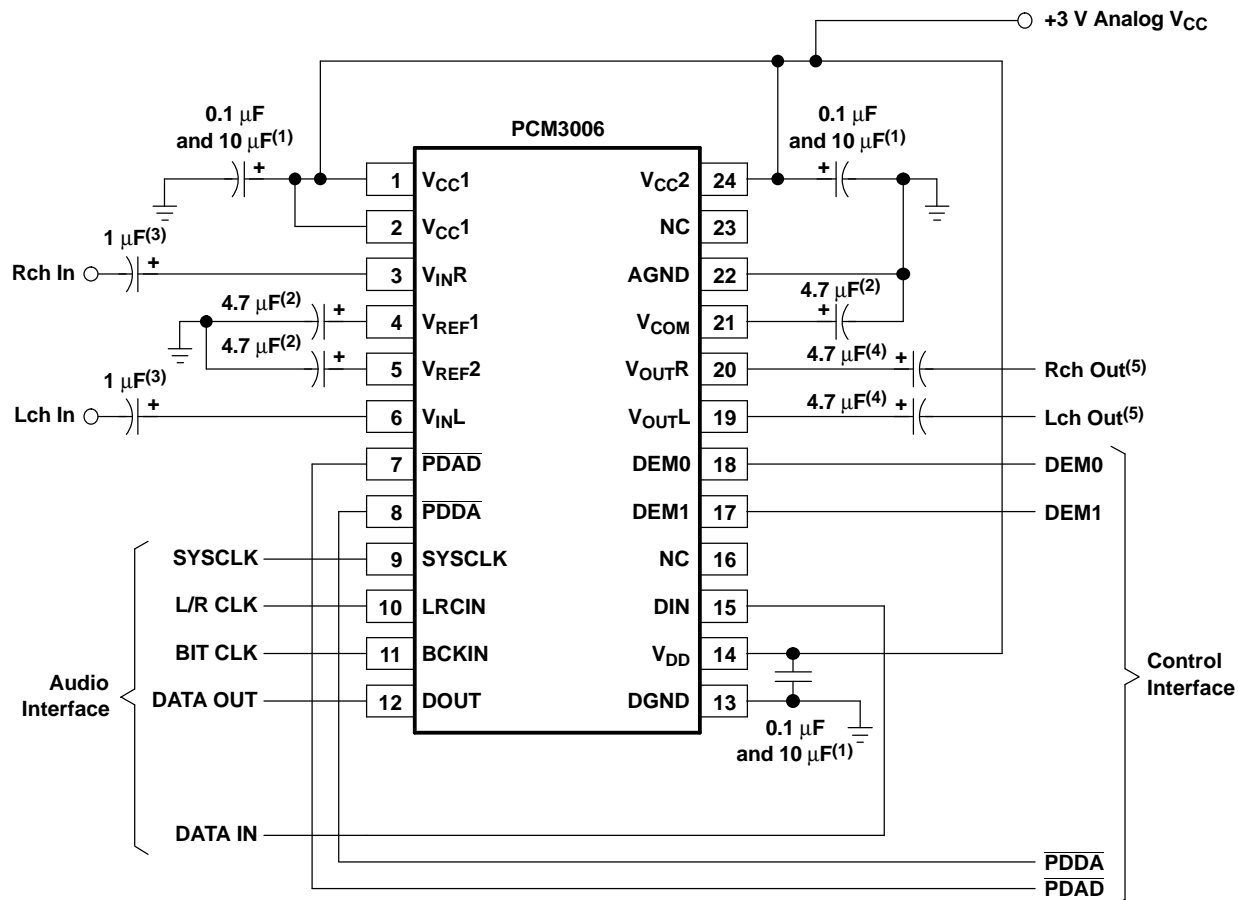 +3 V Analog VCC
0.1 μF
and 10 μF(1)
PCM3006
0.1 μF
and 10 μF(1)
1 VCC1
VCC2 24
2 VCC1
NC 23
1 μF(3)
Rch In
+
3 VINR
AGND 22
4.7 μF(2)
+
4 VREF1
4.7 μF(2)
+
VCOM 21
4.7 μF(2)
+
5 VREF2
VOUTR 20
4.7 μF(4)
+
Rch Out(5)
1 μF(3)
Lch In
+
6 VINL
VOUTL 19
4.7 μF(4)
+
Lch Out(5)
7 PDAD
DEM0 18
DEM0
8 PDDA
DEM1 17
DEM1
SYSCLK
9 SYSCLK
NC 16
L/R CLK
10 LRCIN
DIN 15
BIT CLK
11 BCKIN
VDD 14
DATA OUT
12 DOUT
DGND 13
0.1 μF
and 10 μF(1)
Audio
Interface
Control
Interface
DATA IN
PDDA
PDAD
+
+